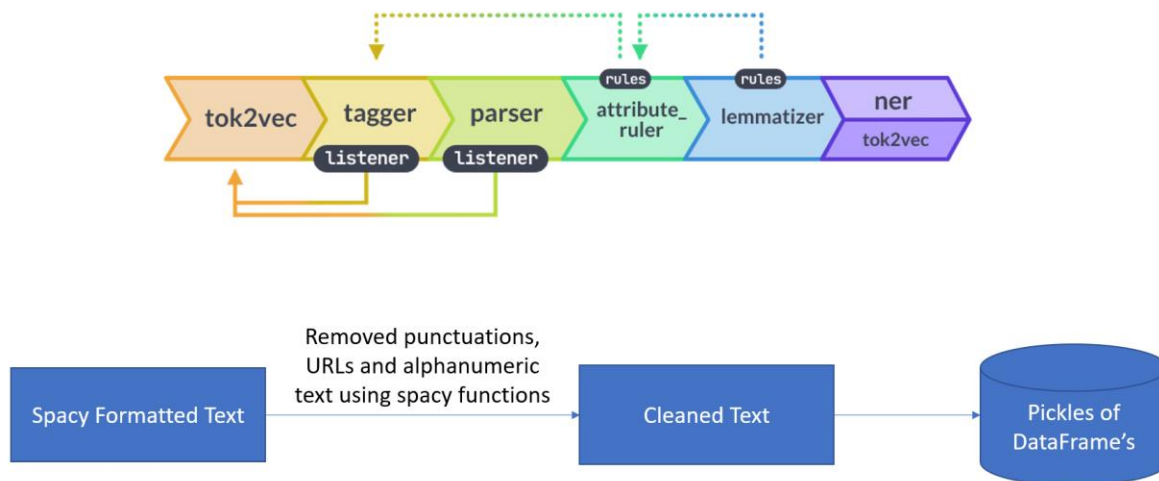 rules
rules
tok2vec
tagger
parser
attribute_
ruler
lemmatizer
ner
tok2vec
listener
listener
Removed punctuations,
URLs and alphanumeric
text using spacy functions
Spacy Formatted Text
Cleaned Text
Pickles of
DataFrame's